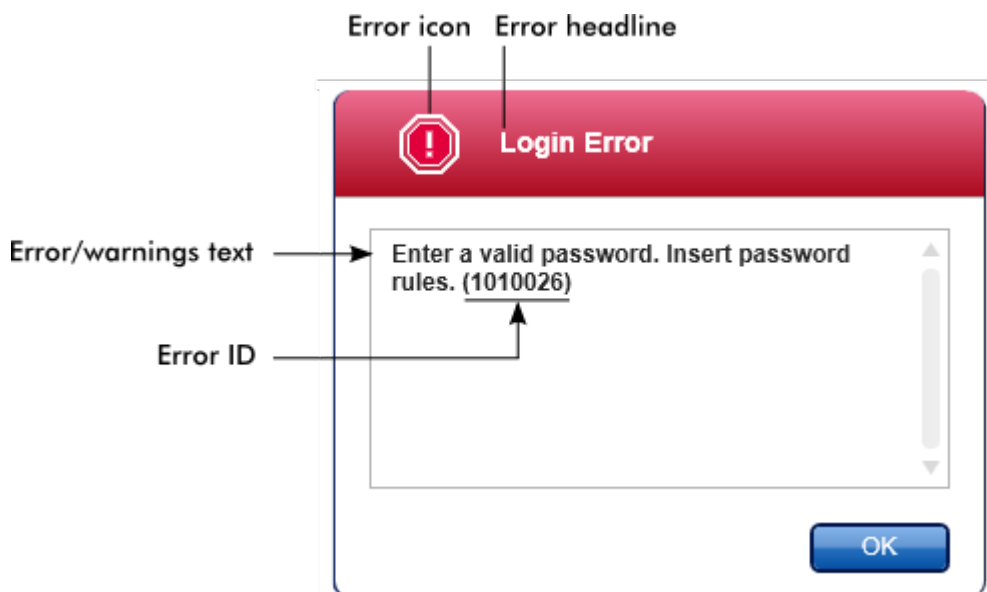 Error icon Error headline
Login Error
Error/warnings text
Enter a valid password. Insert password
rules. (1010026)
Error ID
OK